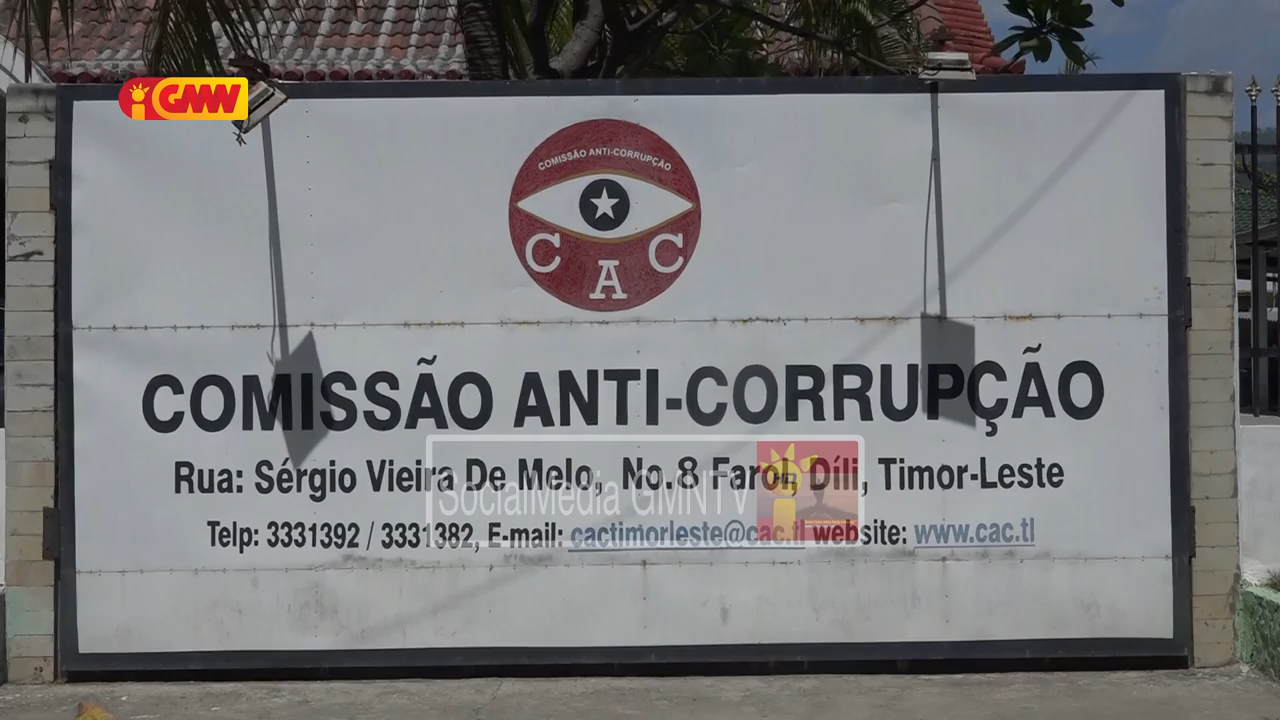 GMN
COMISSÃO ANTI-CORRUPÇÃO
C A C
COMISSÃO ANTI-CORRUPÇÃO
Rua: Sérgio Vieira De Melo, No.8 Farol, Díli, Timor-Leste
SocialMedia GMNTV
Telp: 3331392 / 3331382, E-mail: cactimorleste@cac.tl website: www.cac.tl